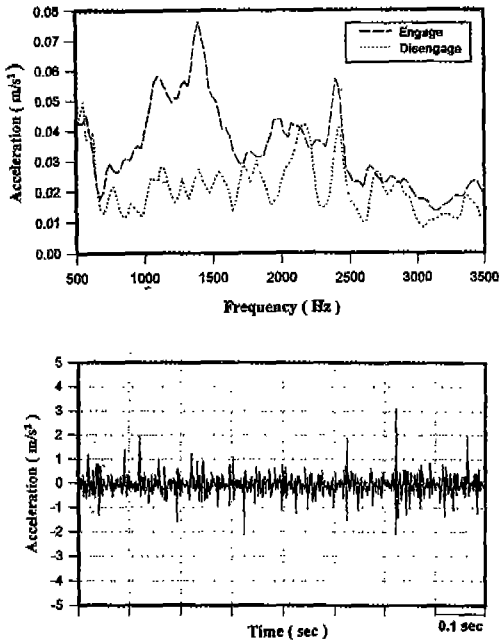 0.08
0.07
0.06
0.05
0.04
0.03
0.02
0.01
0.00
Acceleration ( m/s² )
Engage
Disengage
500 1000 1500 2000 2500 3000 3500
Frequency ( Hz )
5
4
3
2
1
0
-1
-2
-3
-4
-5
Acceleration ( m/s² )
0.1 sec
Time ( sec )